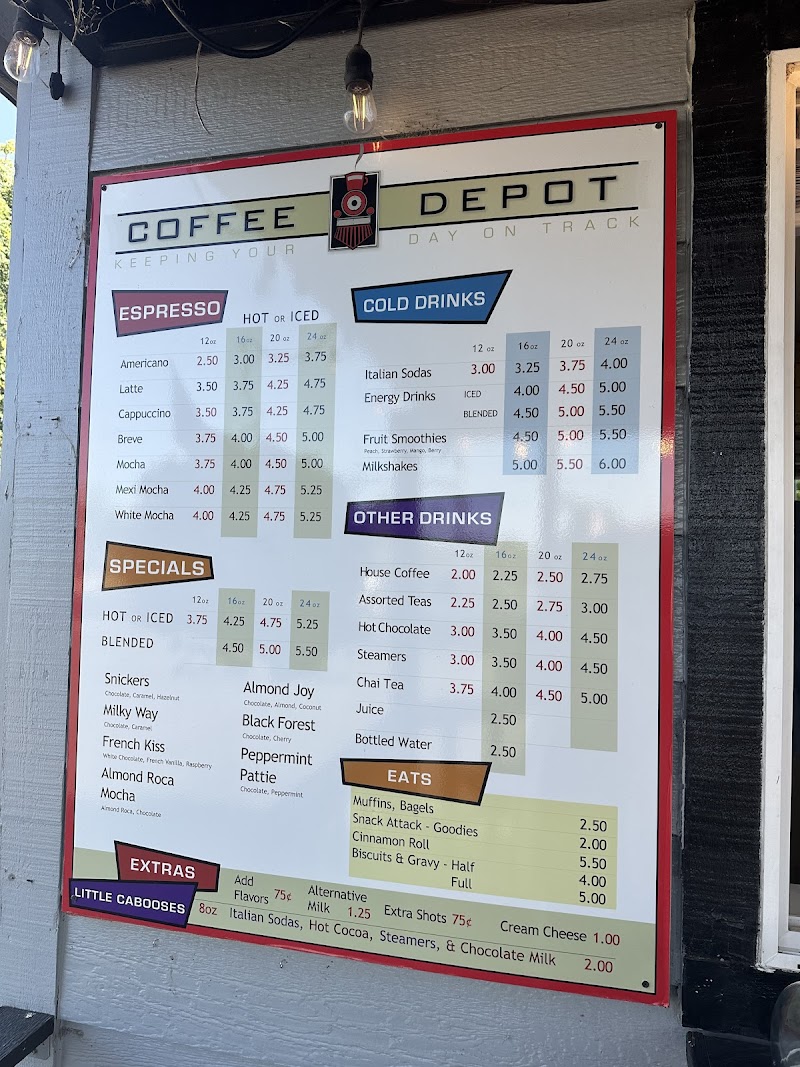 COFFEE DEPOT
KEEPING YOUR DAY ON TRACK
ESPRESSO
HOT OR ICED
12oz 16oz 20 oz 24 oz
Americano 2.50 3.00 3.25 3.75
Latte 3.50 3.75 4.25 4.75
Cappuccino 3.50 3.75 4.25 4.75
Breve 3.75 4.00 4.50 5.00
Mocha 3.75 4.00 4.50 5.00
Mexi Mocha 4.00 4.25 4.75 5.25
White Mocha 4.00 4.25 4.75 5.25
SPECIALS
12oz 16oz 20 oz 24oz
HOT OR ICED 3.75 4.25 4.75 5.25
BLENDED 4.50 5.00 5.50
Snickers
Chocolate, Caramel, Hazelnut
Milky Way
Chocolate, Caramel
French Kiss
White Chocolate, French Vanilla, Raspberry
Almond Roca
Mocha
Almond Roca, Chocolate
Almond Joy
Chocolate, Almond, Coconut
Black Forest
Chocolate, Cherry
Peppermint
Pattie
Chocolate, Peppermint
COLD DRINKS
12 oz 16oz 20 oz 24 oz
Italian Sodas 3.00 3.25 3.75 4.00
Energy Drinks ICED 4.00 4.50 5.00
BLENDED 4.50 5.00 5.50
Fruit Smoothies 4.50 5.00 5.50
Peach, Strawberry, Mango, Berry
Milkshakes 5.00 5.50 6.00
OTHER DRINKS
12oz 16oz 20 oz 24oz
House Coffee 2.00 2.25 2.50 2.75
Assorted Teas 2.25 2.50 2.75 3.00
Hot Chocolate 3.00 3.50 4.00 4.50
Steamers 3.00 3.50 4.00 4.50
Chai Tea 3.75 4.00 4.50 5.00
Juice 2.50
Bottled Water 2.50
EATS
Muffins, Bagels 2.50
Snack Attack - Goodies 2.00
Cinnamon Roll 5.50
Biscuits & Gravy - Half 4.00
Full 5.00
EXTRAS
Add
Flavors 75¢
Alternative
Milk 1.25
Extra Shots 75¢
Cream Cheese 1.00
LITTLE CABOOSES
8oz Italian Sodas, Hot Cocoa, Steamers, & Chocolate Milk 2.00